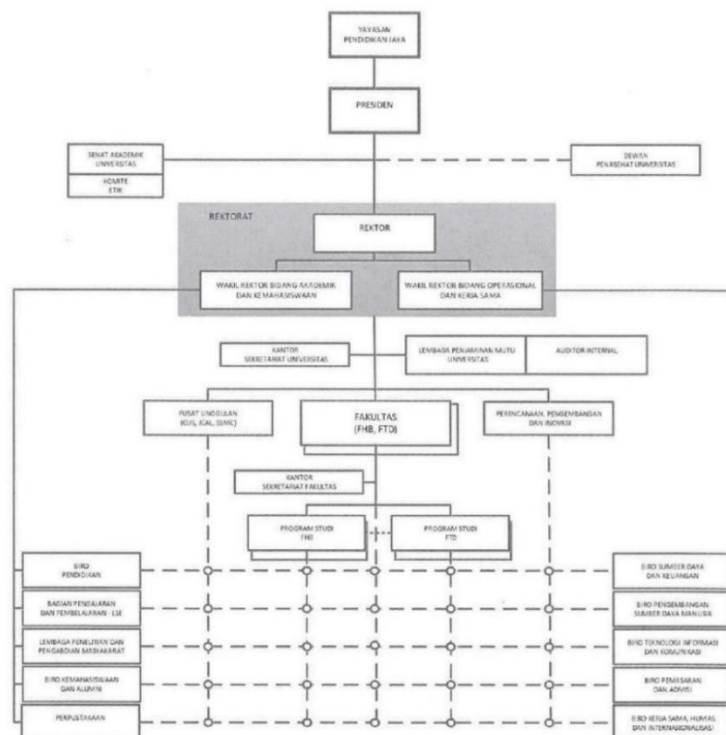 YAYASAN
PENDIDIKAN JAYA
PRESIDEN
SENAT AKADEMIK
UNIVERSITAS
KOMITE
ETIK
DEWAN
PENASEHAT UNIVERSITAS
REKTORAT
REKTOR
WAKIL REKTOR BIDANG AKADEMIK
DAN KEMAHASISWAAN
WAKIL REKTOR BIDANG OPERASIONAL
DAN KERJA SAMA
KANTOR
SEKRETARIAT UNIVERSITAS
LEMBAGA PENJAMINAN MUTU
UNIVERSITAS
AUDITOR INTERNAL
PUSAT UNGGULAN
FAKULTAS
(FHB, FTD)
PERENCANAAN, PENGEMBANGAN
DAN INOVASI
KANTOR
SEKRETARIAT FAKULTAS
PROGRAM STUDI
FHB
PROGRAM STUDI
FTD
BIRO
PENDIDIKAN
BIRO SUMBER DAYA
DAN KEUANGAN
BAGIAN PENGAJARAN
DAN PEMBELAJARAN - LSE
BIRO PENGEMBANGAN
SUMBER DAYA MANUSIA
LEMBAGA PENELITIAN DAN
PENGABDIAN MASYARAKAT
BIRO TEKNOLOGI INFORMASI
DAN KOMUNIKASI
BIRO KEMAHASISWAAN
DAN ALUMNI
BIRO PEMASARAN
DAN ADMISI
PERPUSTAKAAN
BIRO KERJA SAMA, HUMAS
DAN INTERNASIONALISASI